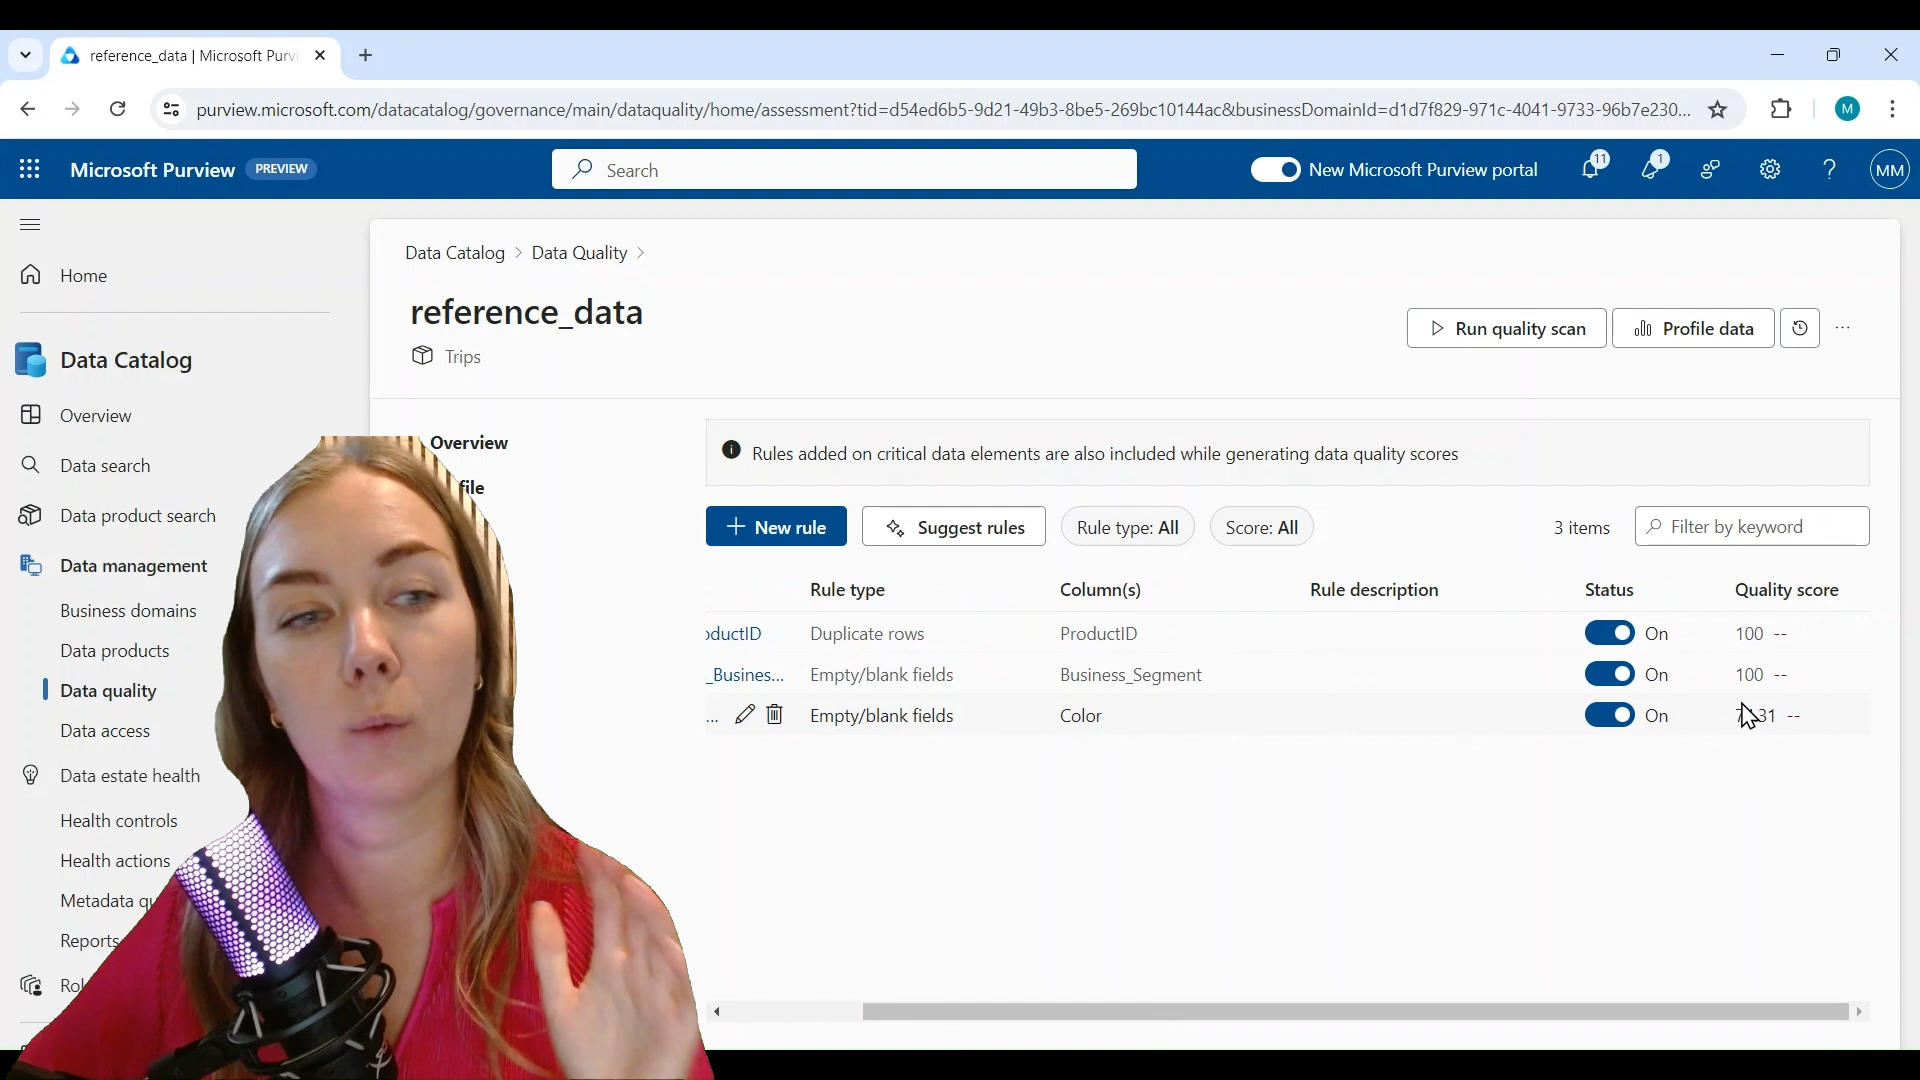 reference_data | Microsoft Purvi
purview.microsoft.com/datacatalog/governance/main/dataquality/home/assessment?tid=d54ed6b5-9d21-49b3-8be5-269bc10144ac&businessDomainId=d1d7f829-971c-4041-9733-96b7e230...
M
Microsoft Purview PREVIEW
Search
New Microsoft Purview portal
11
1
?
MM
Home
Data Catalog
Overview
Data search
Data product search
Data management
Business domains
Data products
Data quality
Data access
Data estate health
Health controls
Health actions
Metadata qu
Reports
Rol
Data Catalog > Data Quality >
reference_data
Trips
Run quality scan
Profile data
...
Overview
file
Rules added on critical data elements are also included while generating data quality scores
+ New rule
Suggest rules
Rule type: All
Score: All
3 items
Filter by keyword
Rule type Column(s) Rule description Status Quality score
oductID Duplicate rows ProductID On 100 --
_Busines... Empty/blank fields Business_Segment On 100 --
... Empty/blank fields Color On 31 --